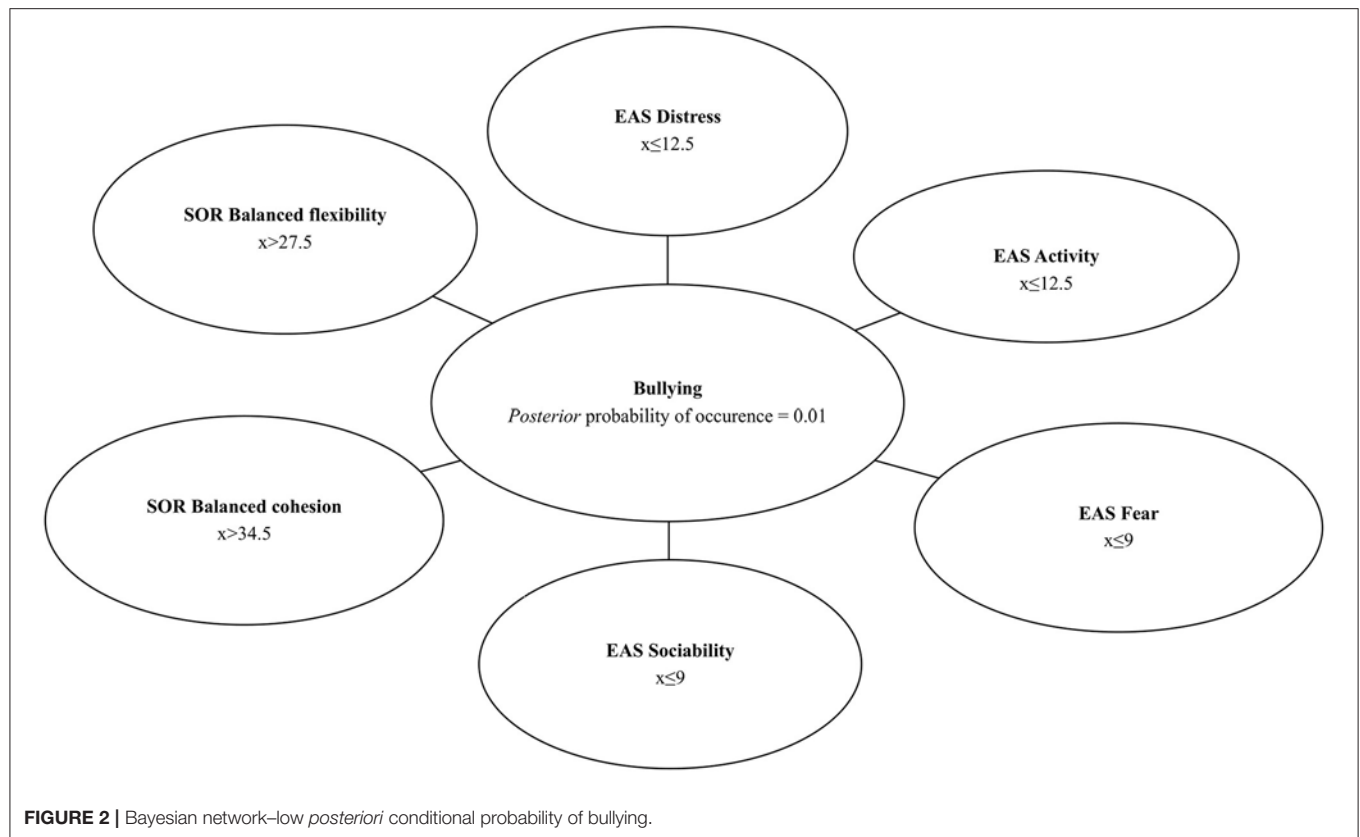 EAS Distress
x≤12.5
SOR Balanced flexibility
x>27.5
EAS Activity
x≤12.5
Bullying
Posterior probability of occurence = 0.01
SOR Balanced cohesion
x>34.5
EAS Fear
x≤9
EAS Sociability
x≤9
FIGURE 2 | Bayesian network–low posteriori conditional probability of bullying.